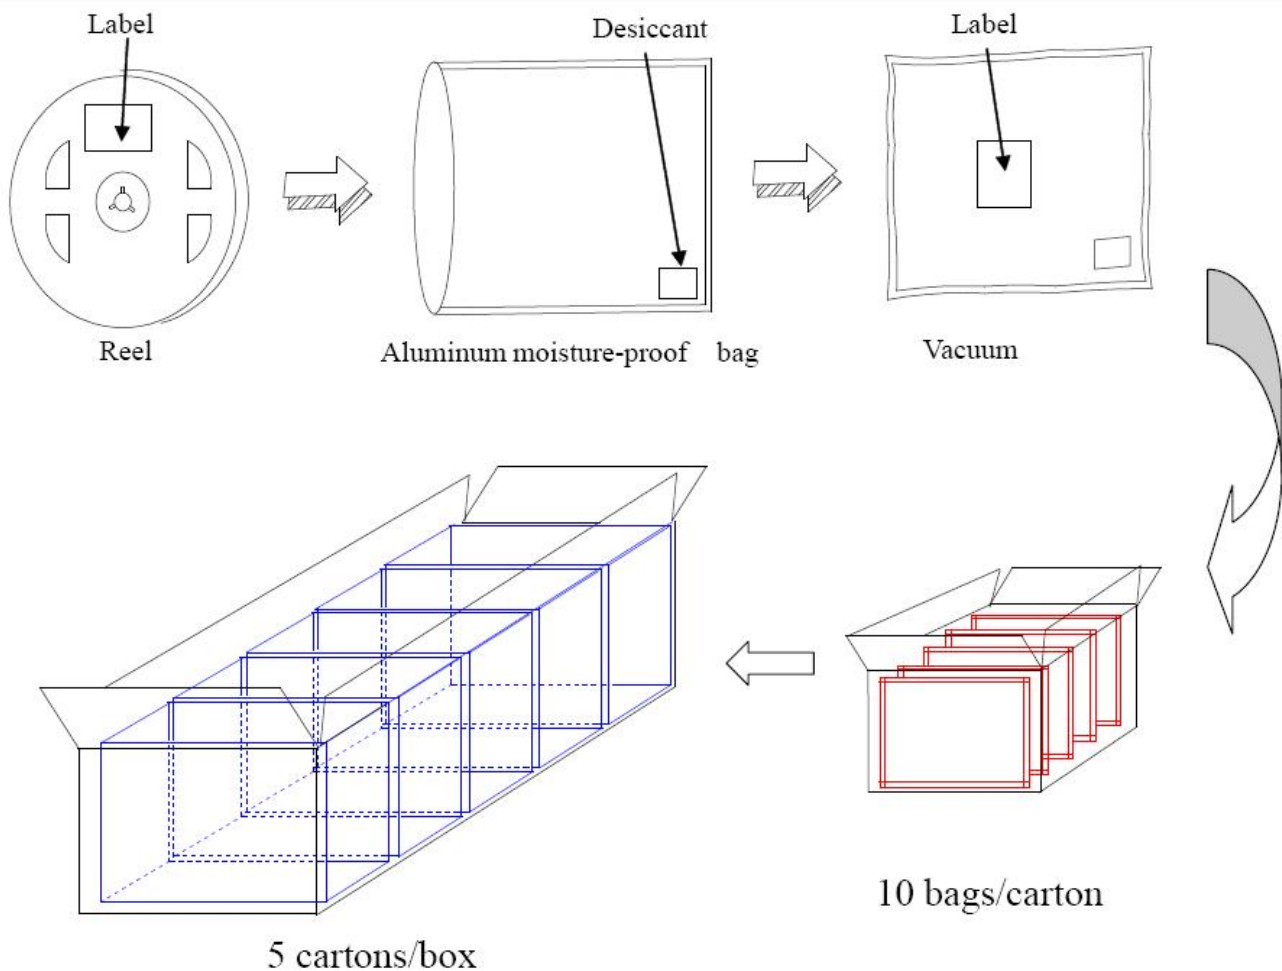 Label
Desiccant
Label
Reel
Aluminum moisture-proof bag
Vacuum
10 bags/carton
5 cartons/box